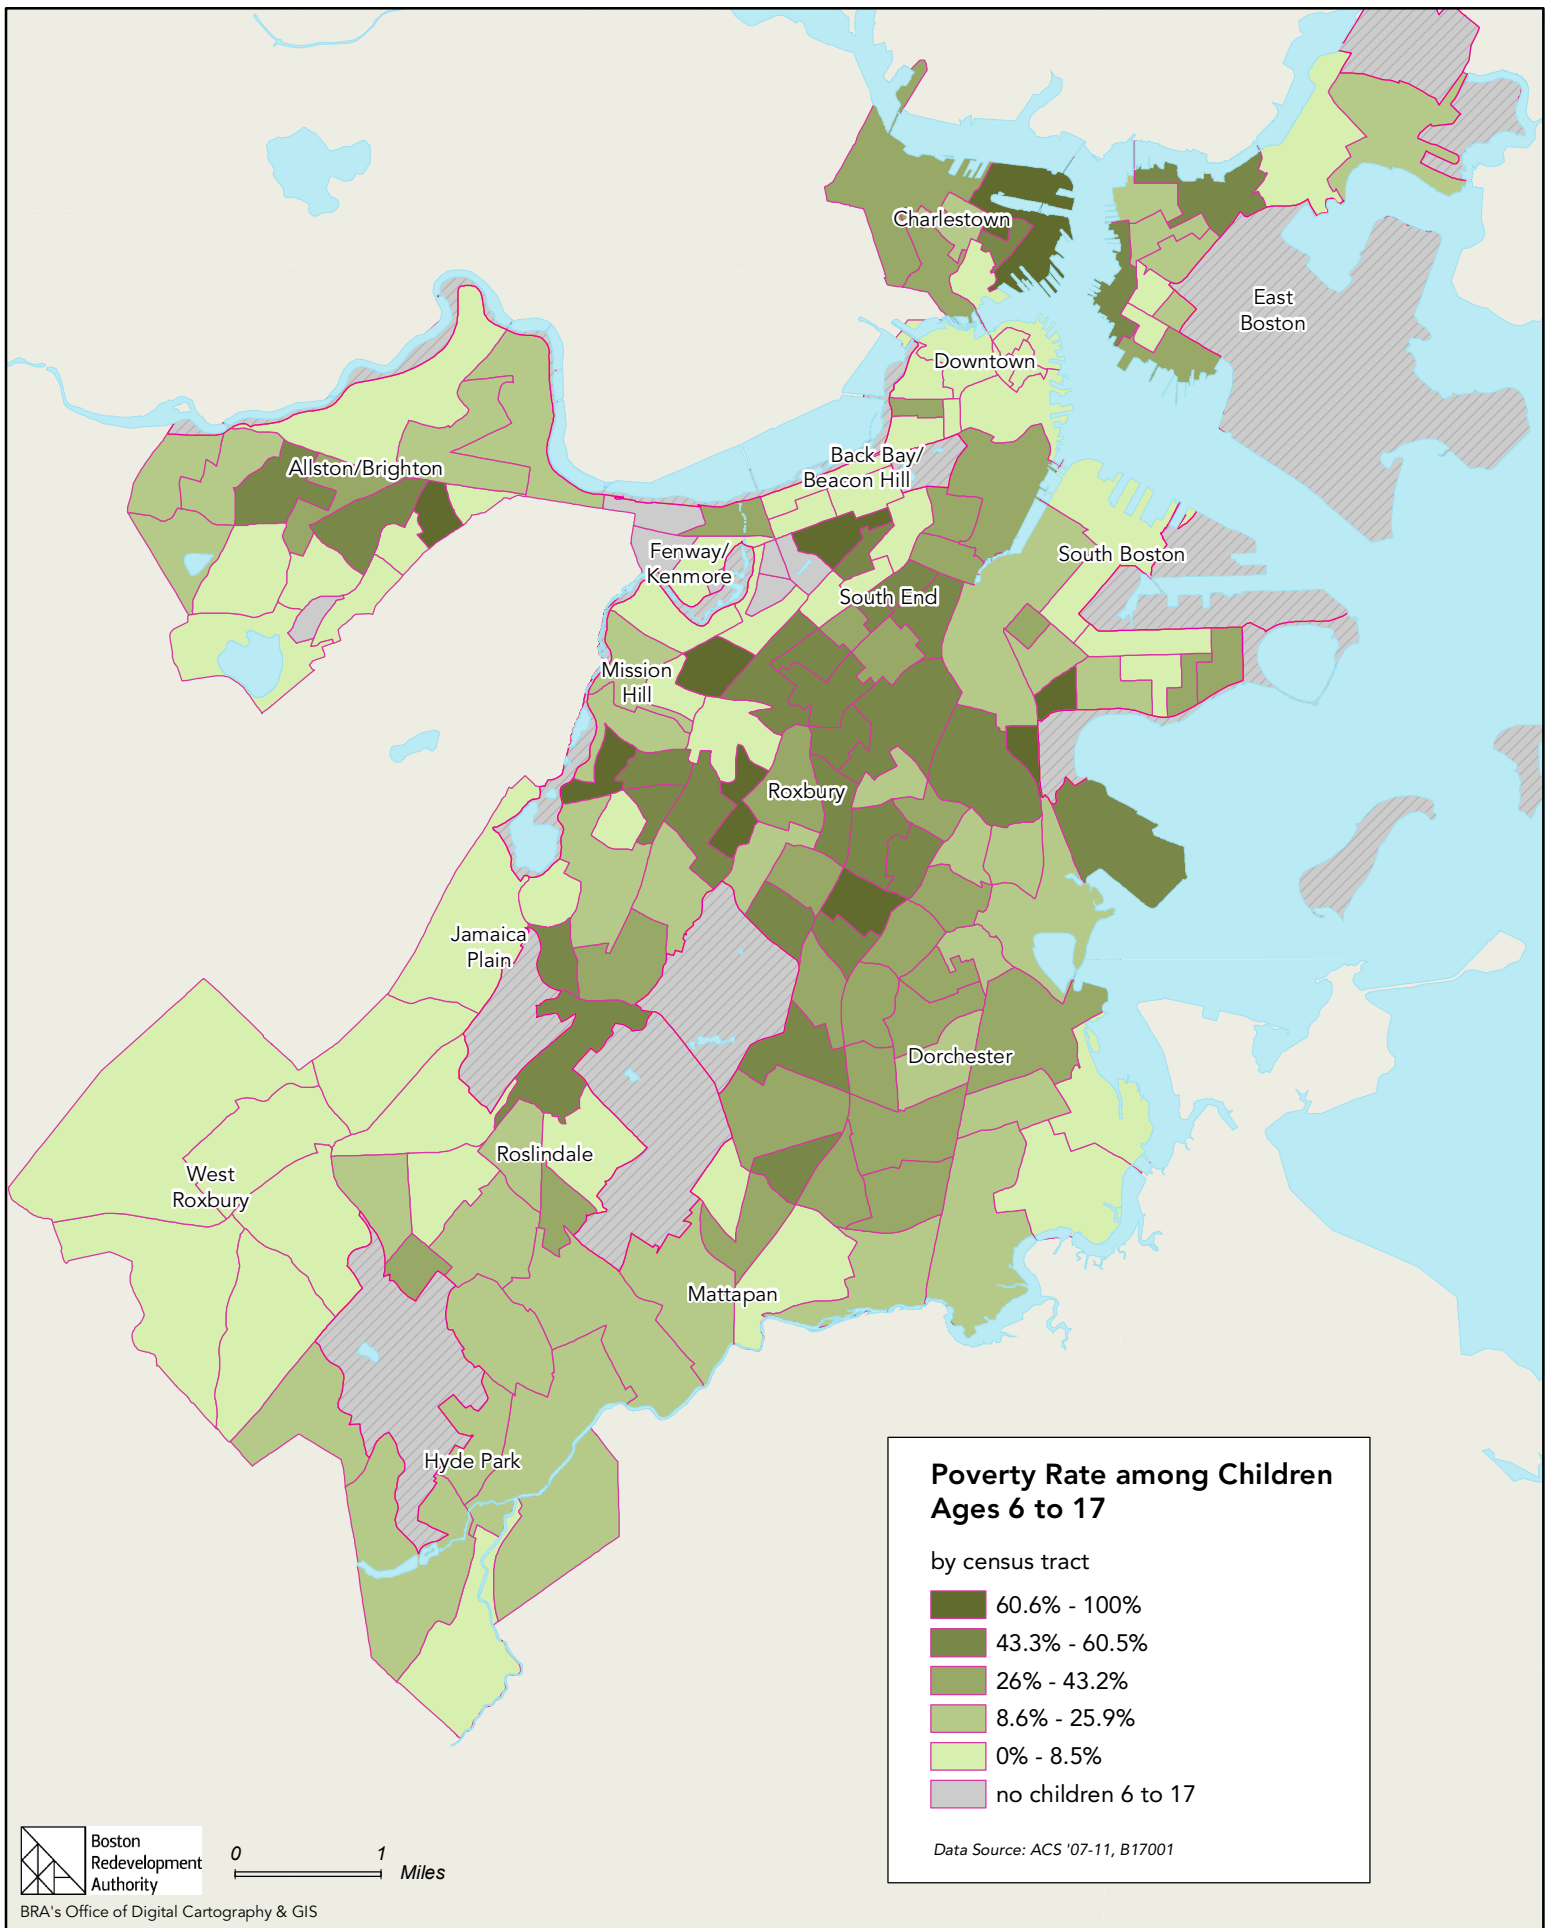 Charlestown
East
Boston
Downtown
Allston/Brighton
Back Bay/
Beacon Hill
Fenway/
Kenmore
South Boston
South End
Mission
Hill
Roxbury
Jamaica
Plain
Dorchester
Roslindale
West
Roxbury
Mattapan
Hyde Park
Poverty Rate among Children
Ages 6 to 17
by census tract
60.6% - 100%
43.3% - 60.5%
26% - 43.2%
8.6% - 25.9%
0% - 8.5%
no children 6 to 17
Data Source: ACS '07-11, B17001
Boston
Redevelopment
Authority
0 1
Miles
BRA's Office of Digital Cartography & GIS